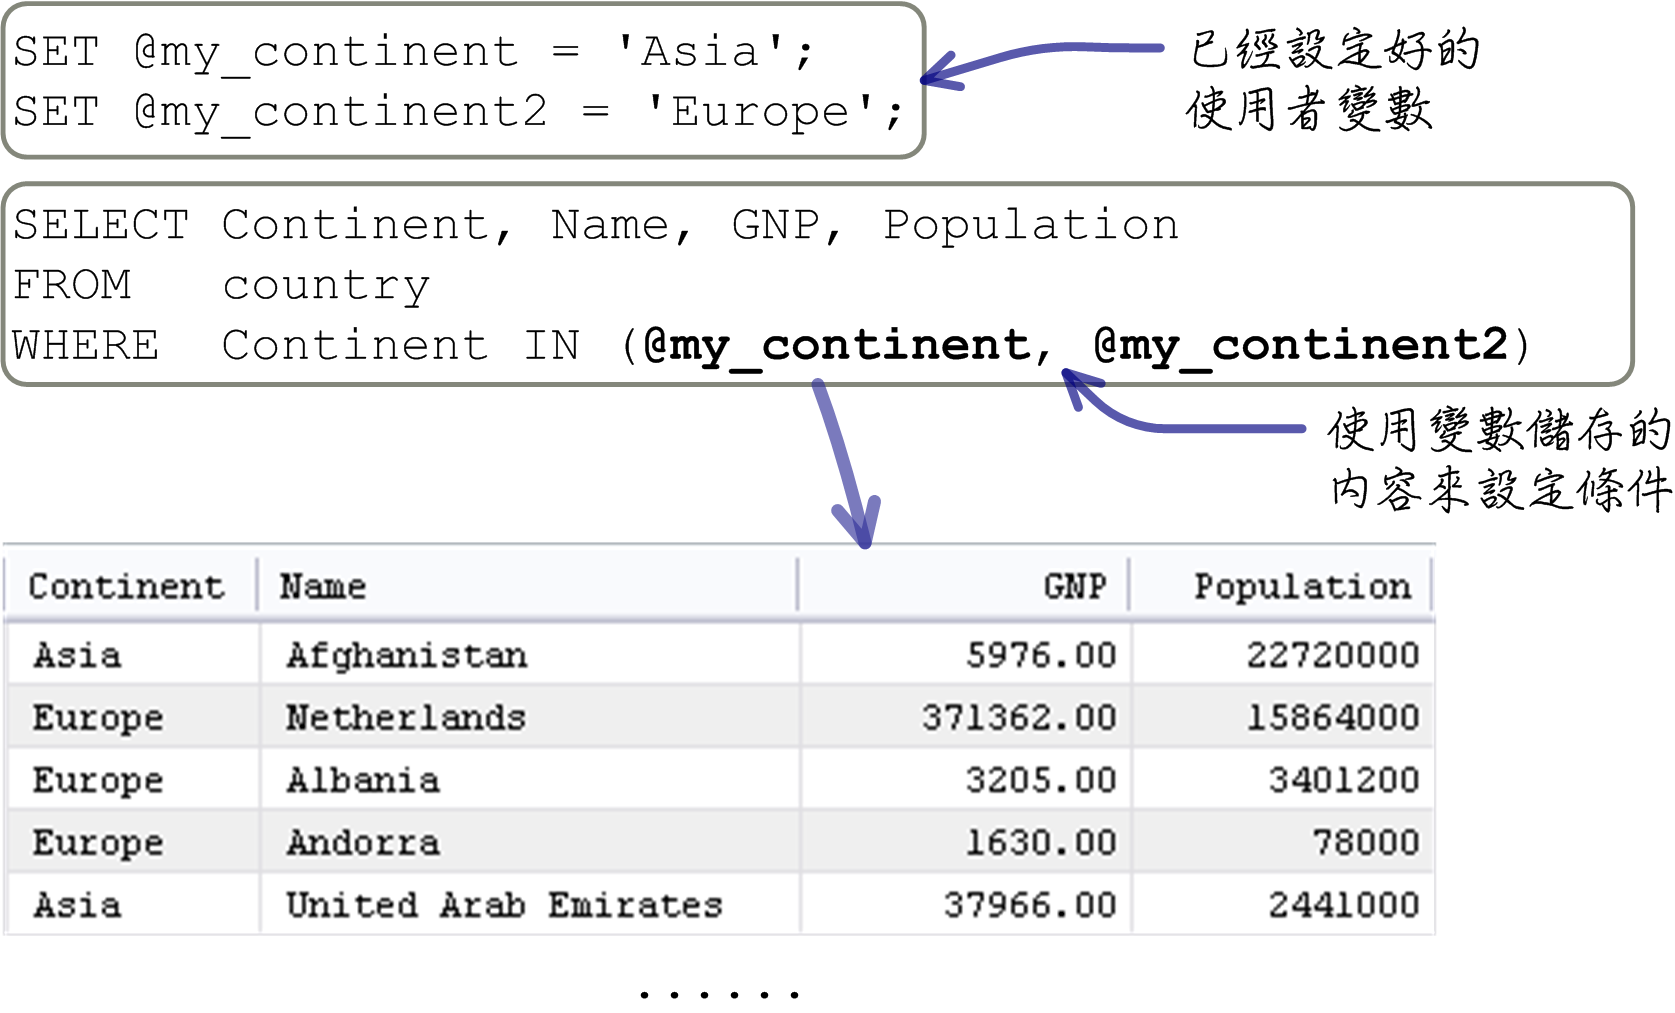 SET @my_continent = 'Asia';
SET @my_continent2 = 'Europe';
已經設定好的
使用者變數
SELECT Continent, Name, GNP, Population
FROM   country
WHERE  Continent IN (@my_continent, @my_continent2)
使用變數儲存的
內容來設定條件
Continent Name GNP Population
Asia Afghanistan 5976.00 22720000
Europe Netherlands 371362.00 15864000
Europe Albania 3205.00 3401200
Europe Andorra 1630.00 78000
Asia United Arab Emirates 37966.00 2441000
......